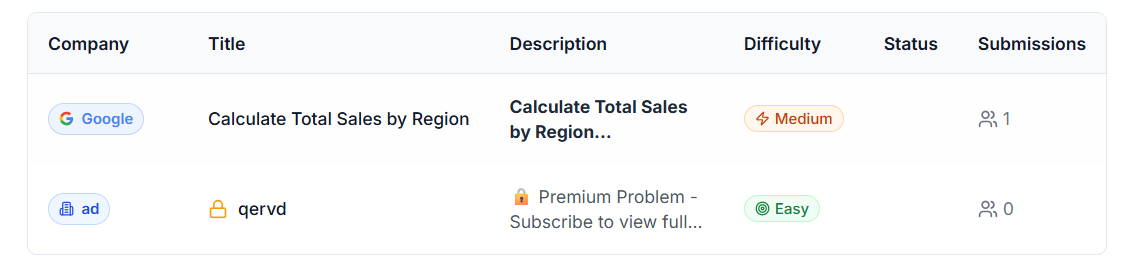 Company Title Description Difficulty Status Submissions
Google Calculate Total Sales by Region Calculate Total Sales by Region... Medium 1
ad qervd 🔒 Premium Problem - Subscribe to view full... Easy 0